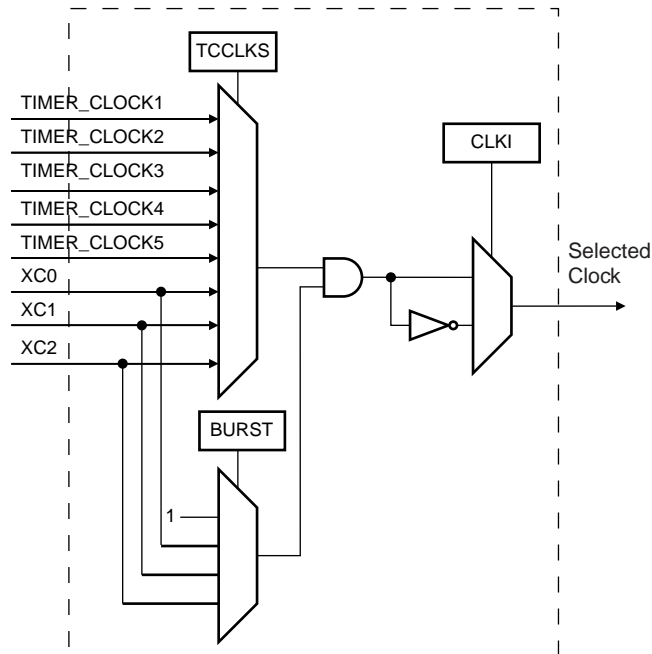 TCCLKS
TIMER_CLOCK1
TIMER_CLOCK2
TIMER_CLOCK3
TIMER_CLOCK4
TIMER_CLOCK5
XC0
XC1
XC2
CLKI
Selected
Clock
BURST
1